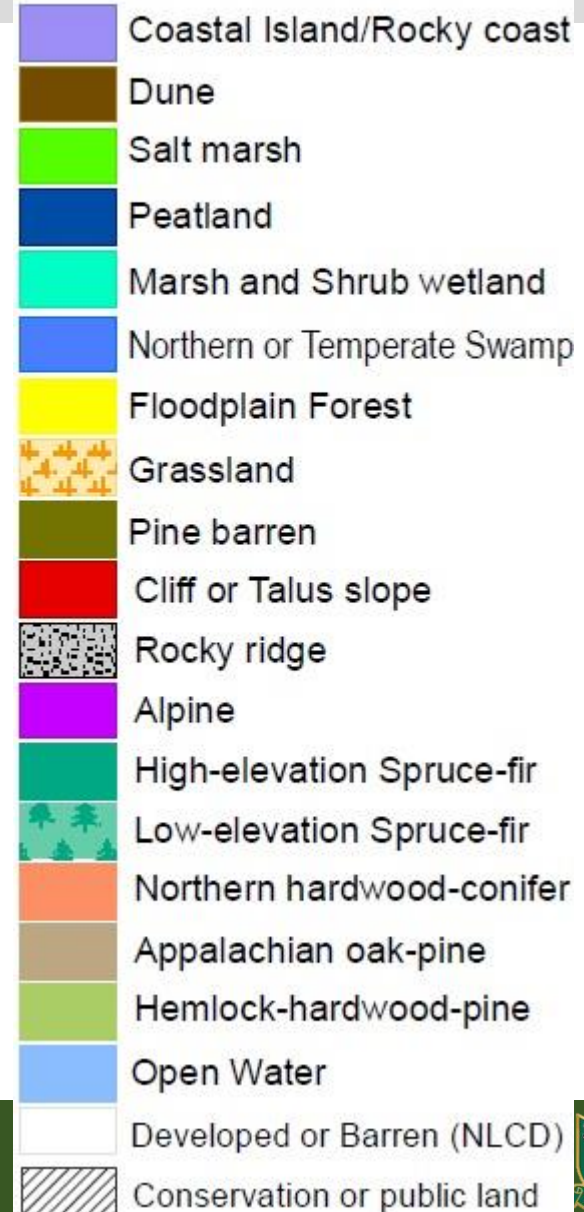 Coastal Island/Rocky coast
Dune
Salt marsh
Peatland
Marsh and Shrub wetland
Northern or Temperate Swamp
Floodplain Forest
Grassland
Pine barren
Cliff or Talus slope
Rocky ridge
Alpine
High-elevation Spruce-fir
Low-elevation Spruce-fir
Northern hardwood-conifer
Appalachian oak-pine
Hemlock-hardwood-pine
Open Water
Developed or Barren (NLCD)
Conservation or public land